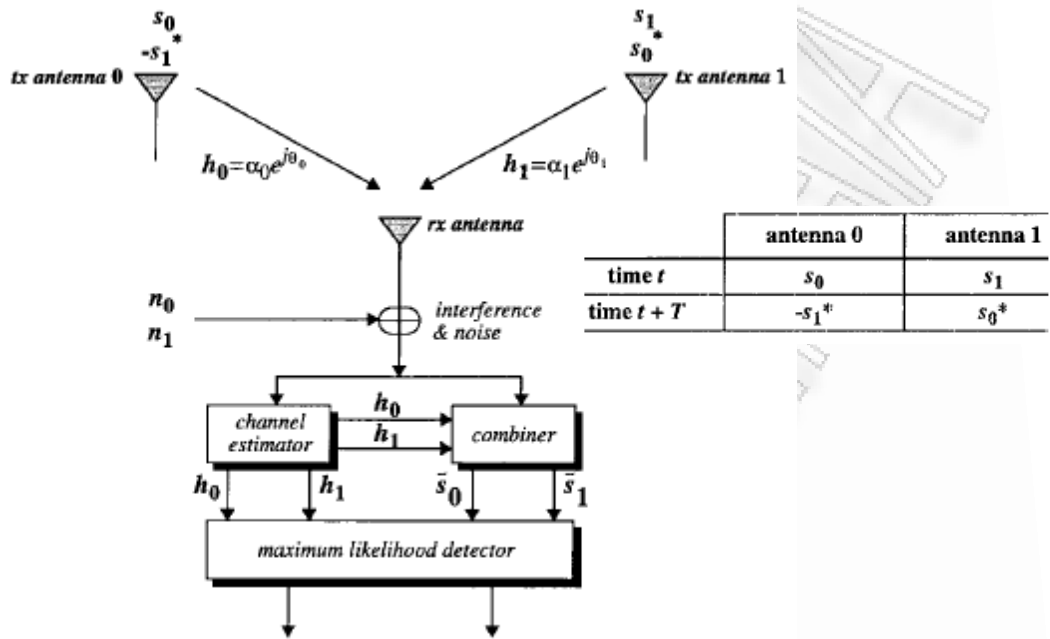 s₀ s₁
-s₁* s₀*
tx antenna 0 tx antenna 1
h₀=α₀e^jθ₀ h₁=α₁e^jθ₁
rx antenna
antenna 0 antenna 1
time t s₀ s₁
time t + T -s₁* s₀*
n₀
n₁
interference
& noise
channel
estimator
h₀
h₁
combiner
h₀ h₁ s̃₀ s̃₁
maximum likelihood detector